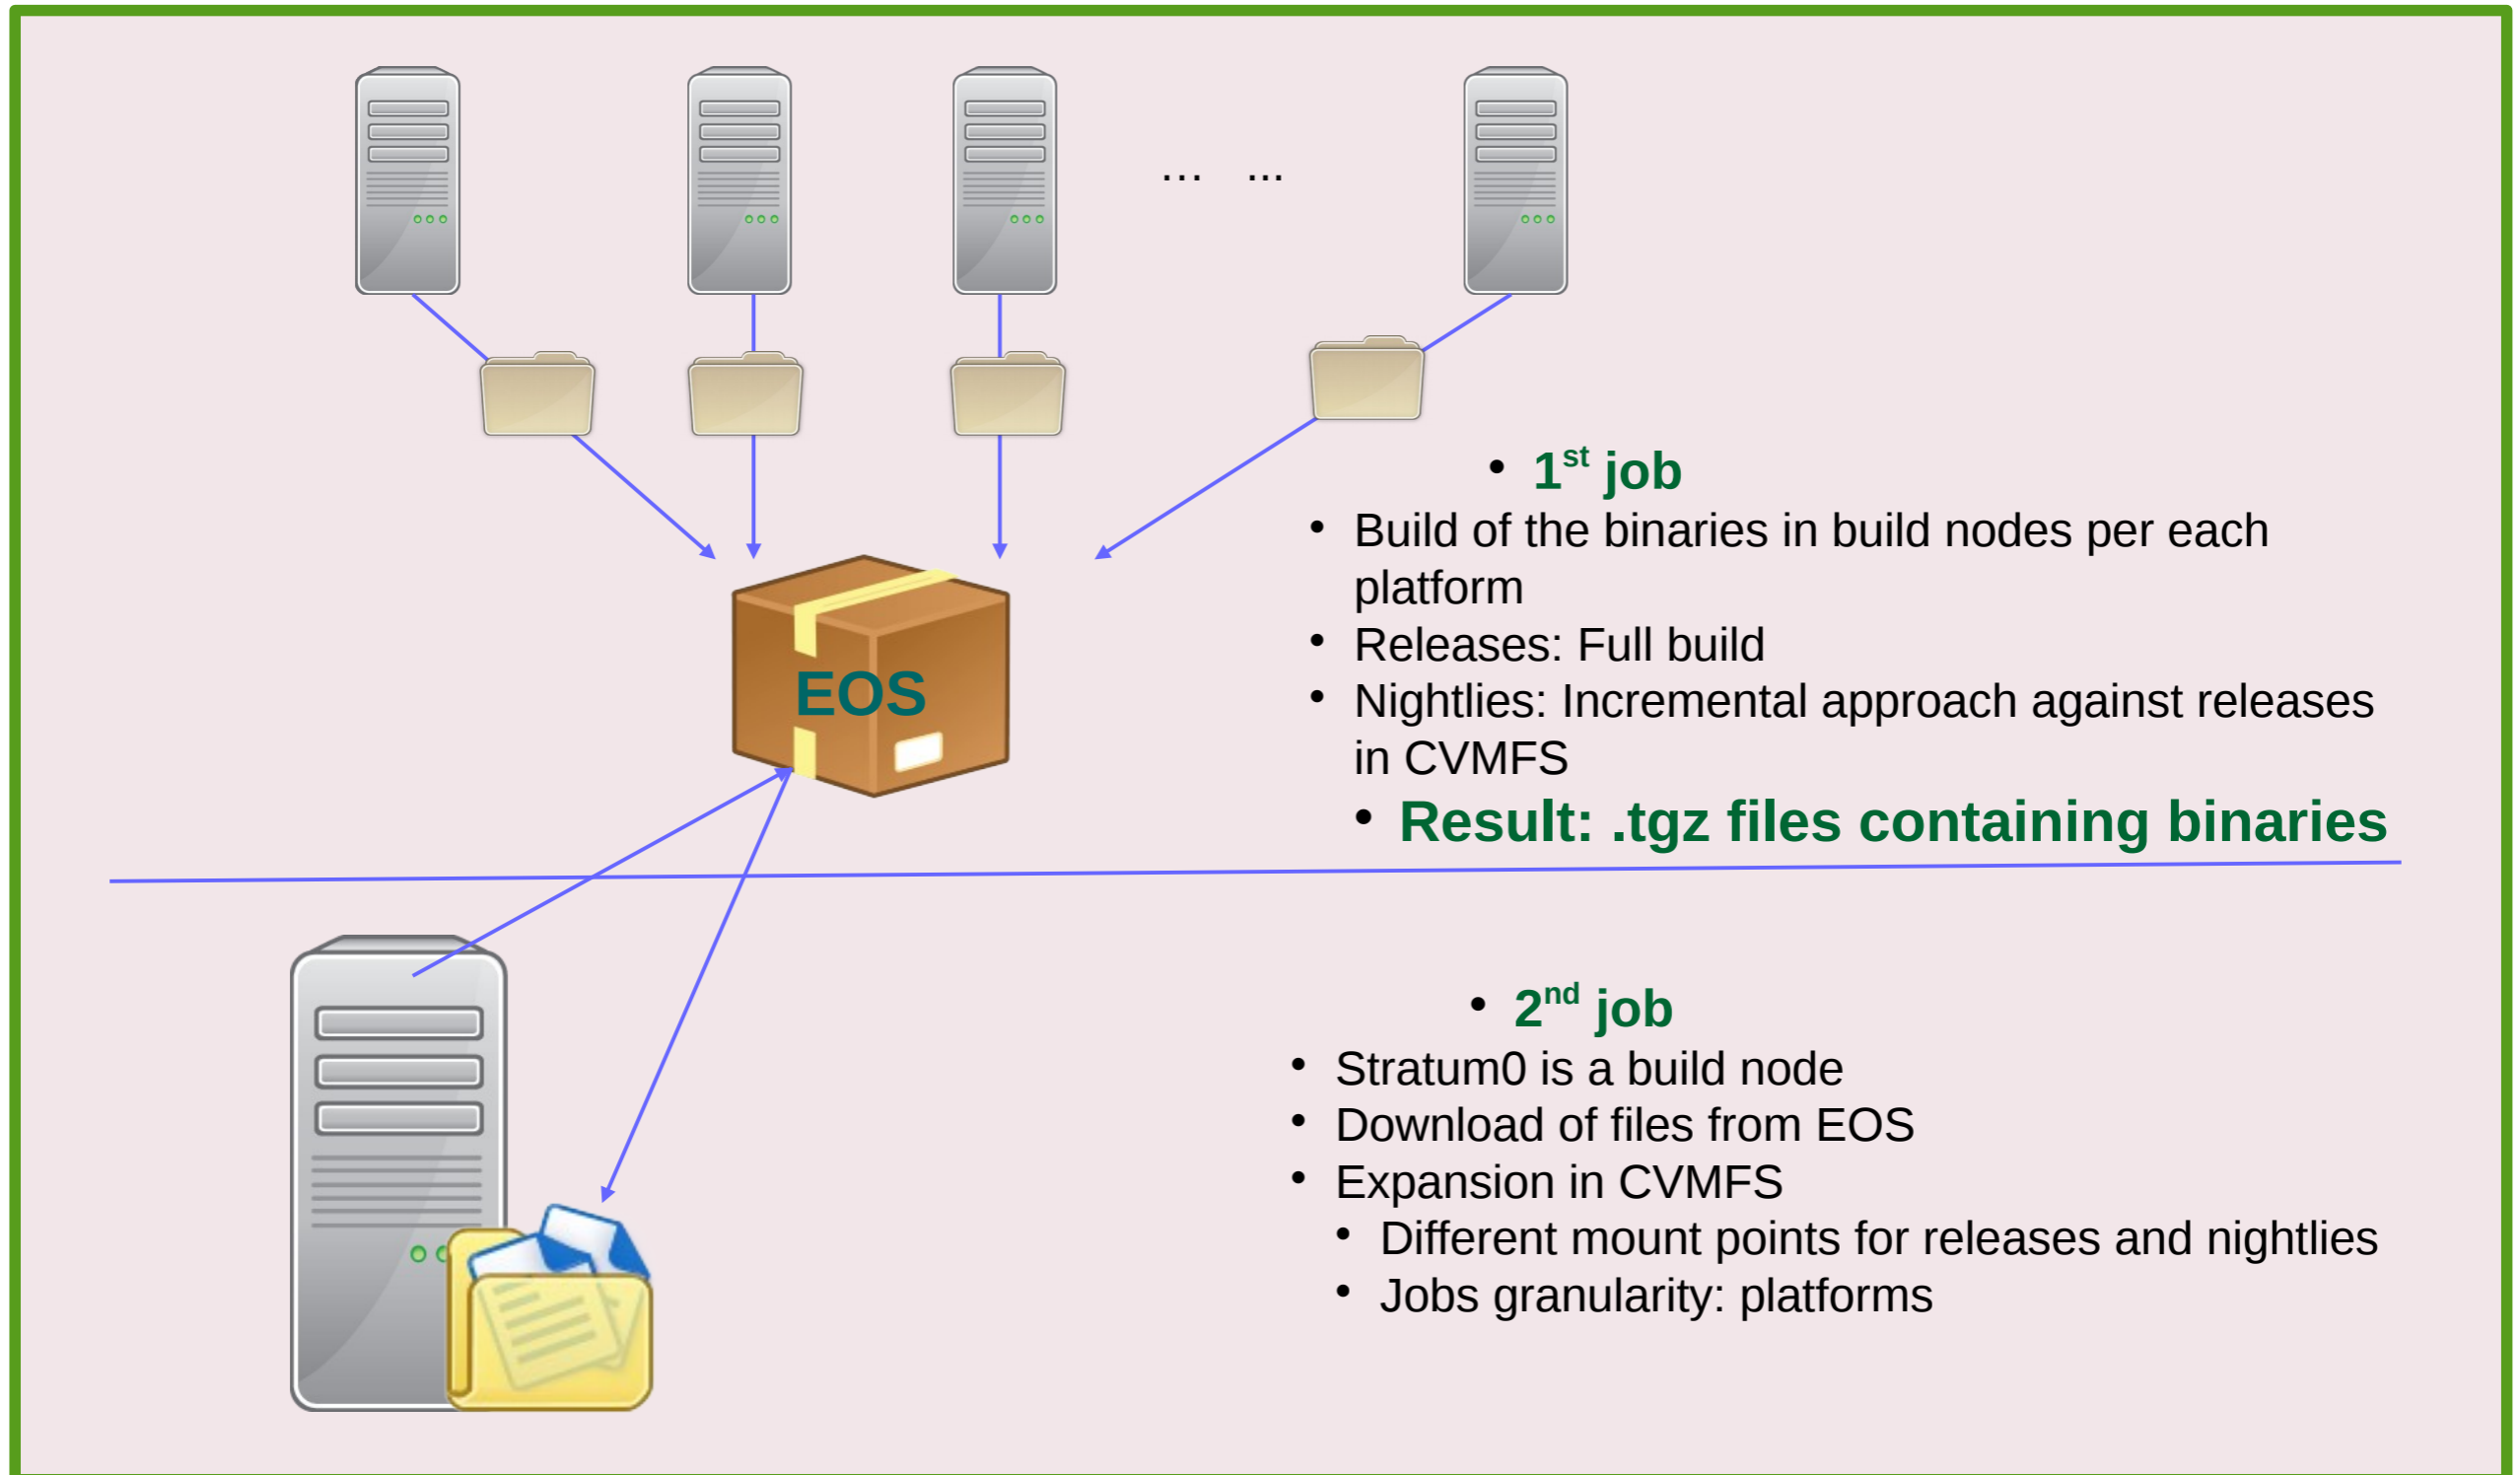 … ...
• 1st job
• Build of the binaries in build nodes per each
platform
• Releases: Full build
• Nightlies: Incremental approach against releases
in CVMFS
EOS
• Result: .tgz files containing binaries
• 2nd job
• Stratum0 is a build node
• Download of files from EOS
• Expansion in CVMFS
• Different mount points for releases and nightlies
• Jobs granularity: platforms